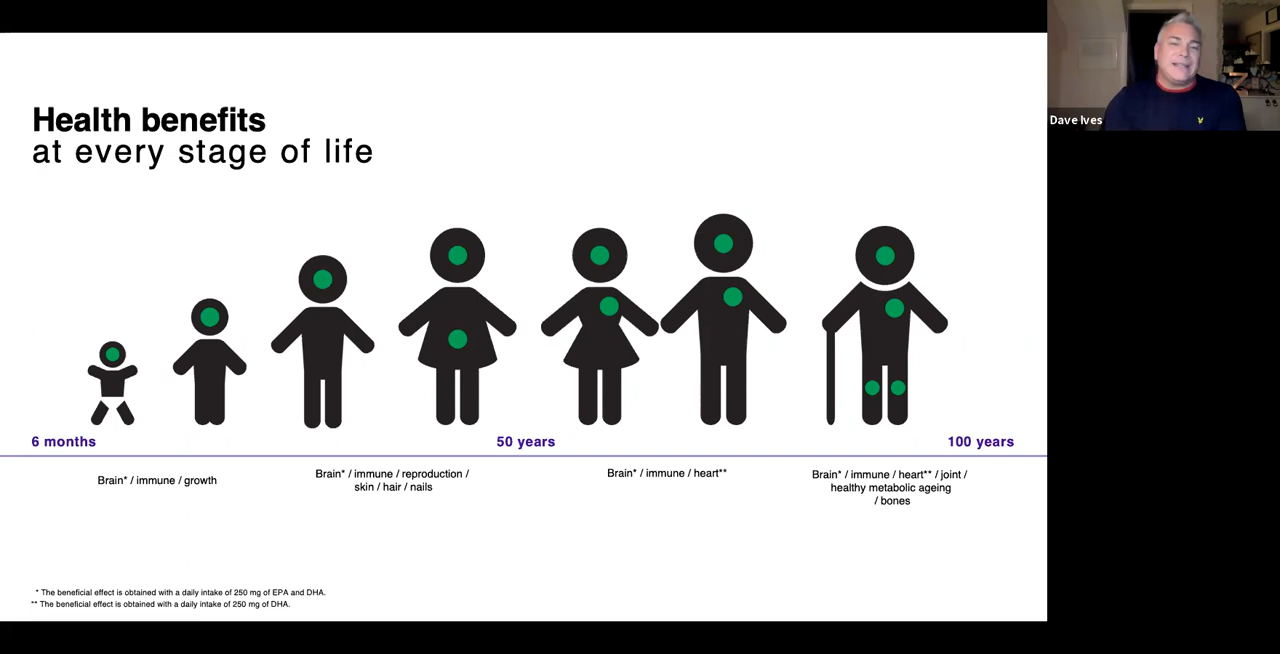 Health benefits
at every stage of life
Dave Ives
6 months
50 years
100 years
Brain* / immune / growth
Brain* / immune / reproduction /
skin / hair / nails
Brain* / immune / heart**
Brain* / immune / heart** / joint /
healthy metabolic ageing
/ bones
* The beneficial effect is obtained with a daily intake of 250 mg of EPA and DHA.
** The beneficial effect is obtained with a daily intake of 250 mg of DHA.